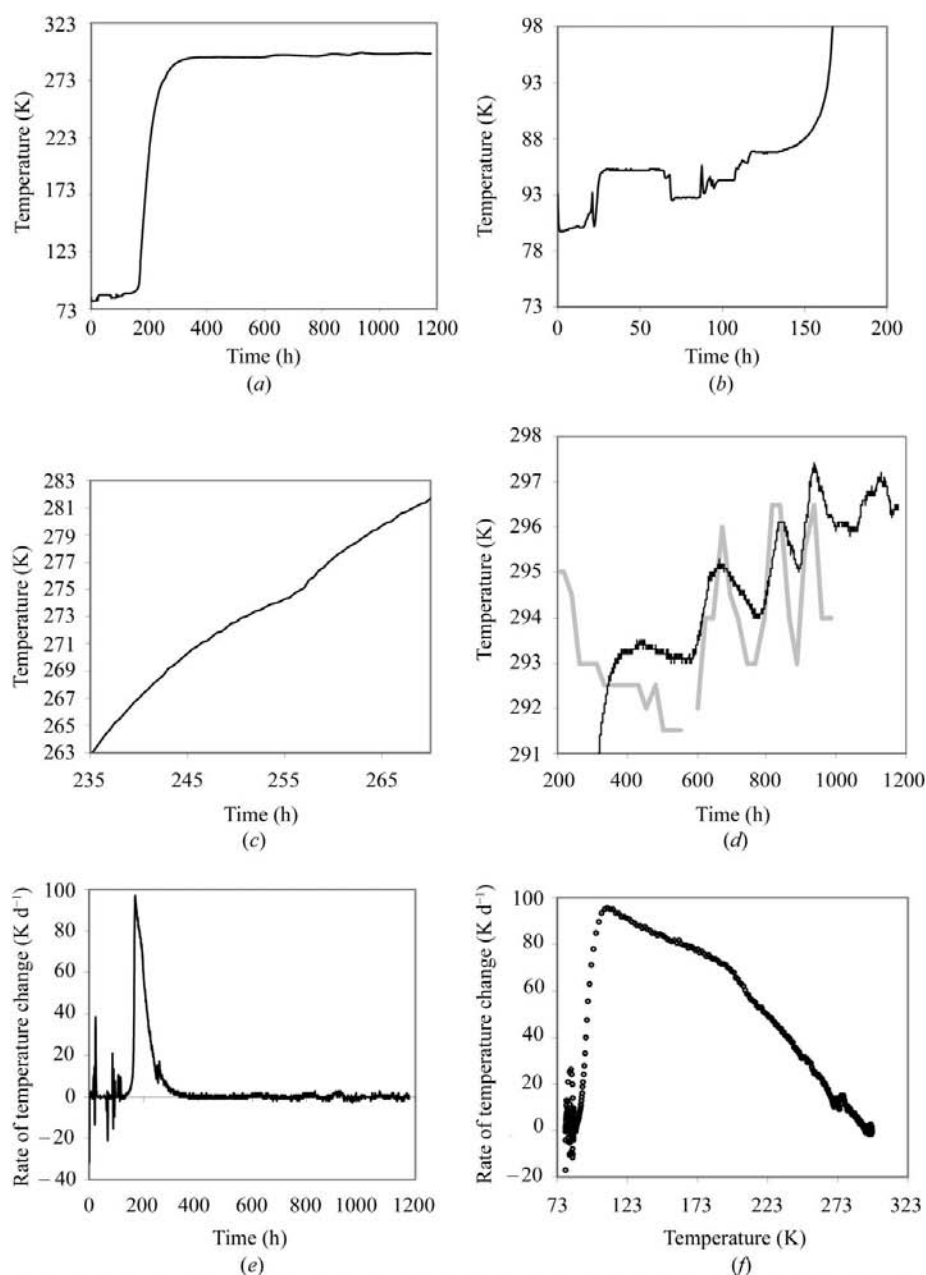 323
273
223
173
123
73
Temperature (K)
0 200 400 600 800 1000 1200
Time (h)
(a)
98
93
88
93
78
73
Temperature (K)
0 50 100 150 200
Time (h)
(b)
283
281
279
277
275
273
271
269
267
265
263
Temperature (K)
235 245 255 265
Time (h)
(c)
298
297
296
295
294
293
292
291
Temperature (K)
200 400 600 800 1000 1200
Time (h)
(d)
100
80
60
40
20
0
−20
−40
Rate of temperature change (K d−1)
0 200 400 600 800 1000 1200
Time (h)
(e)
100
80
60
40
20
0
−20
Rate of temperature change (K d−1)
73 123 173 223 273 323
Temperature (K)
(f)